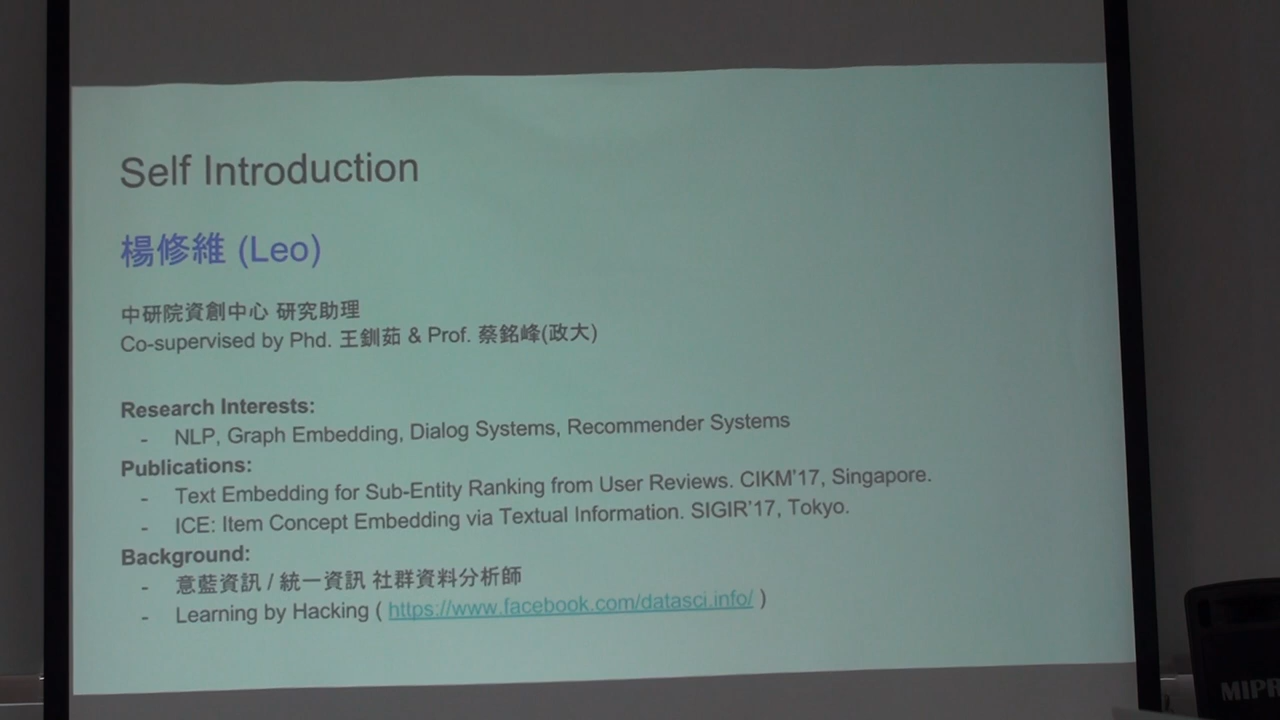 Self Introduction
楊修維 (Leo)
中研院資創中心 研究助理
Co-supervised by Phd. 王釧茹 & Prof. 蔡銘峰(政大)
Research Interests:
- NLP, Graph Embedding, Dialog Systems, Recommender Systems
Publications:
- Text Embedding for Sub-Entity Ranking from User Reviews. CIKM'17, Singapore.
- ICE: Item Concept Embedding via Textual Information. SIGIR'17, Tokyo.
Background:
- 意藍資訊 / 統一資訊 社群資料分析師
- Learning by Hacking ( https://www.facebook.com/datasci.info/ )